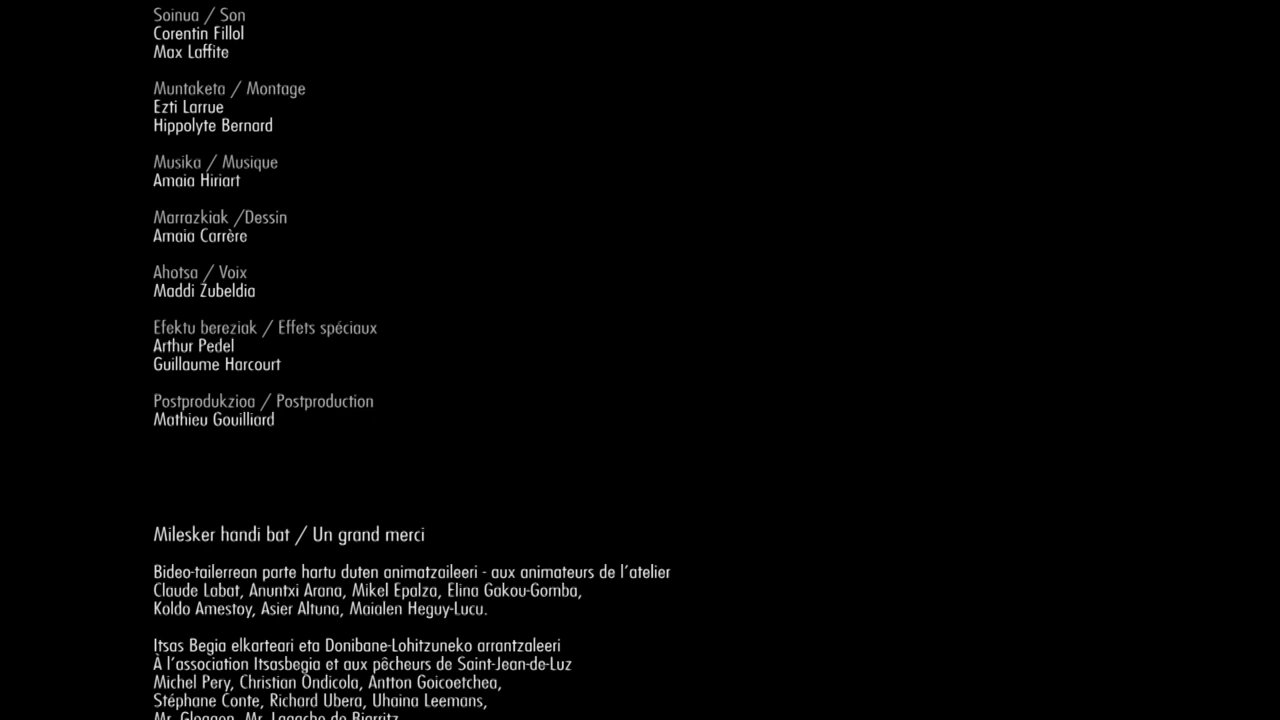 Soinua / Son
Corentin Fillol
Max Laffite
Muntaketa / Montage
Ezti Larrue
Hippolyte Bernard
Musika / Musique
Amaia Hiriart
Marrazkiak /Dessin
Amaia Carrère
Ahotsa / Voix
Maddi Zubeldia
Efektu bereziak / Effets spéciaux
Arthur Pedel
Guillaume Harcourt
Postprodukzioa / Postproduction
Mathieu Gouilliard
Milesker handi bat / Un grand merci
Bideo-tailerrean parte hartu duten animatzaileeri - aux animateurs de l'atelier
Claude Labat, Anuntxi Arana, Mikel Epalza, Elina Gakou-Gomba,
Koldo Amestoy, Asier Altuna, Maialen Heguy-Lucu.
Itsas Begia elkarteari eta Donibane-Lohitzuneko arrantzaleeri
À l'association Itsasbegia et aux pêcheurs de Saint-Jean-de-Luz
Michel Pery, Christian Ondicola, Antton Goicoetchea,
Stéphane Conte, Richard Ubera, Uhaina Leemans,
Mr. Mr. de Biarritz